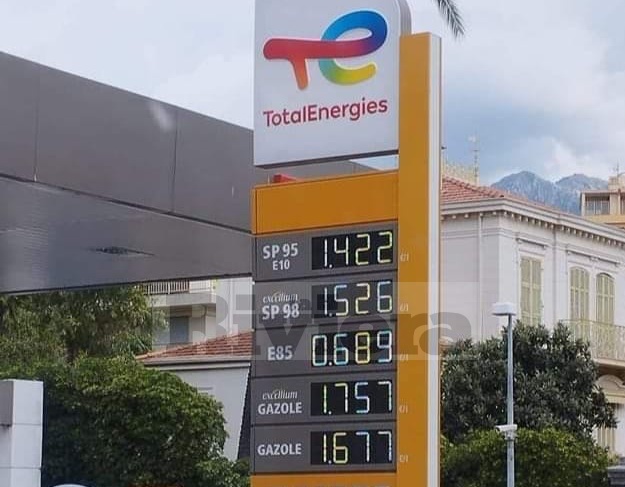 TotalEnergies
SP 95 1.422 €/l
E10
excellium
SP 98 1.526 €/l
E85 0.689 €/l
excellium
GAZOLE 1.757 €/l
GAZOLE 1.677 €/l
Riviera